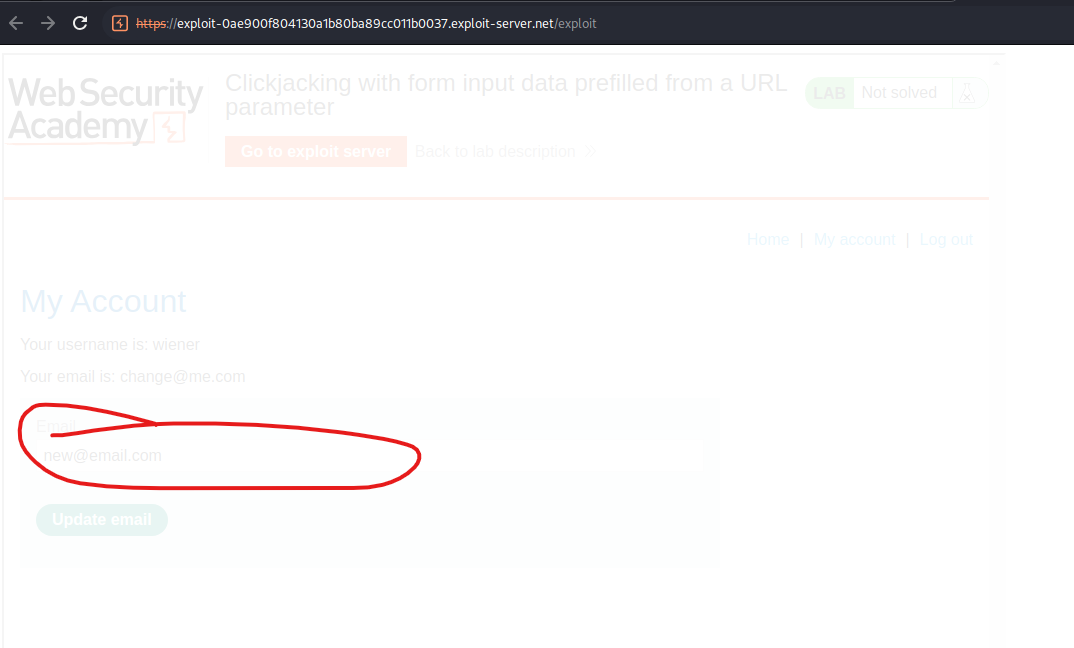 https://exploit-0ae900f804130a1b80ba89cc011b0037.exploit-server.net/exploit
Web Security
Academy
Clickjacking with form input data prefilled from a URL
parameter
LAB Not solved
Go to exploit server Back to lab description
Home | My account | Log out
My Account
Your username is: wiener
Your email is: change@me.com
Email
new@email.com
Update email